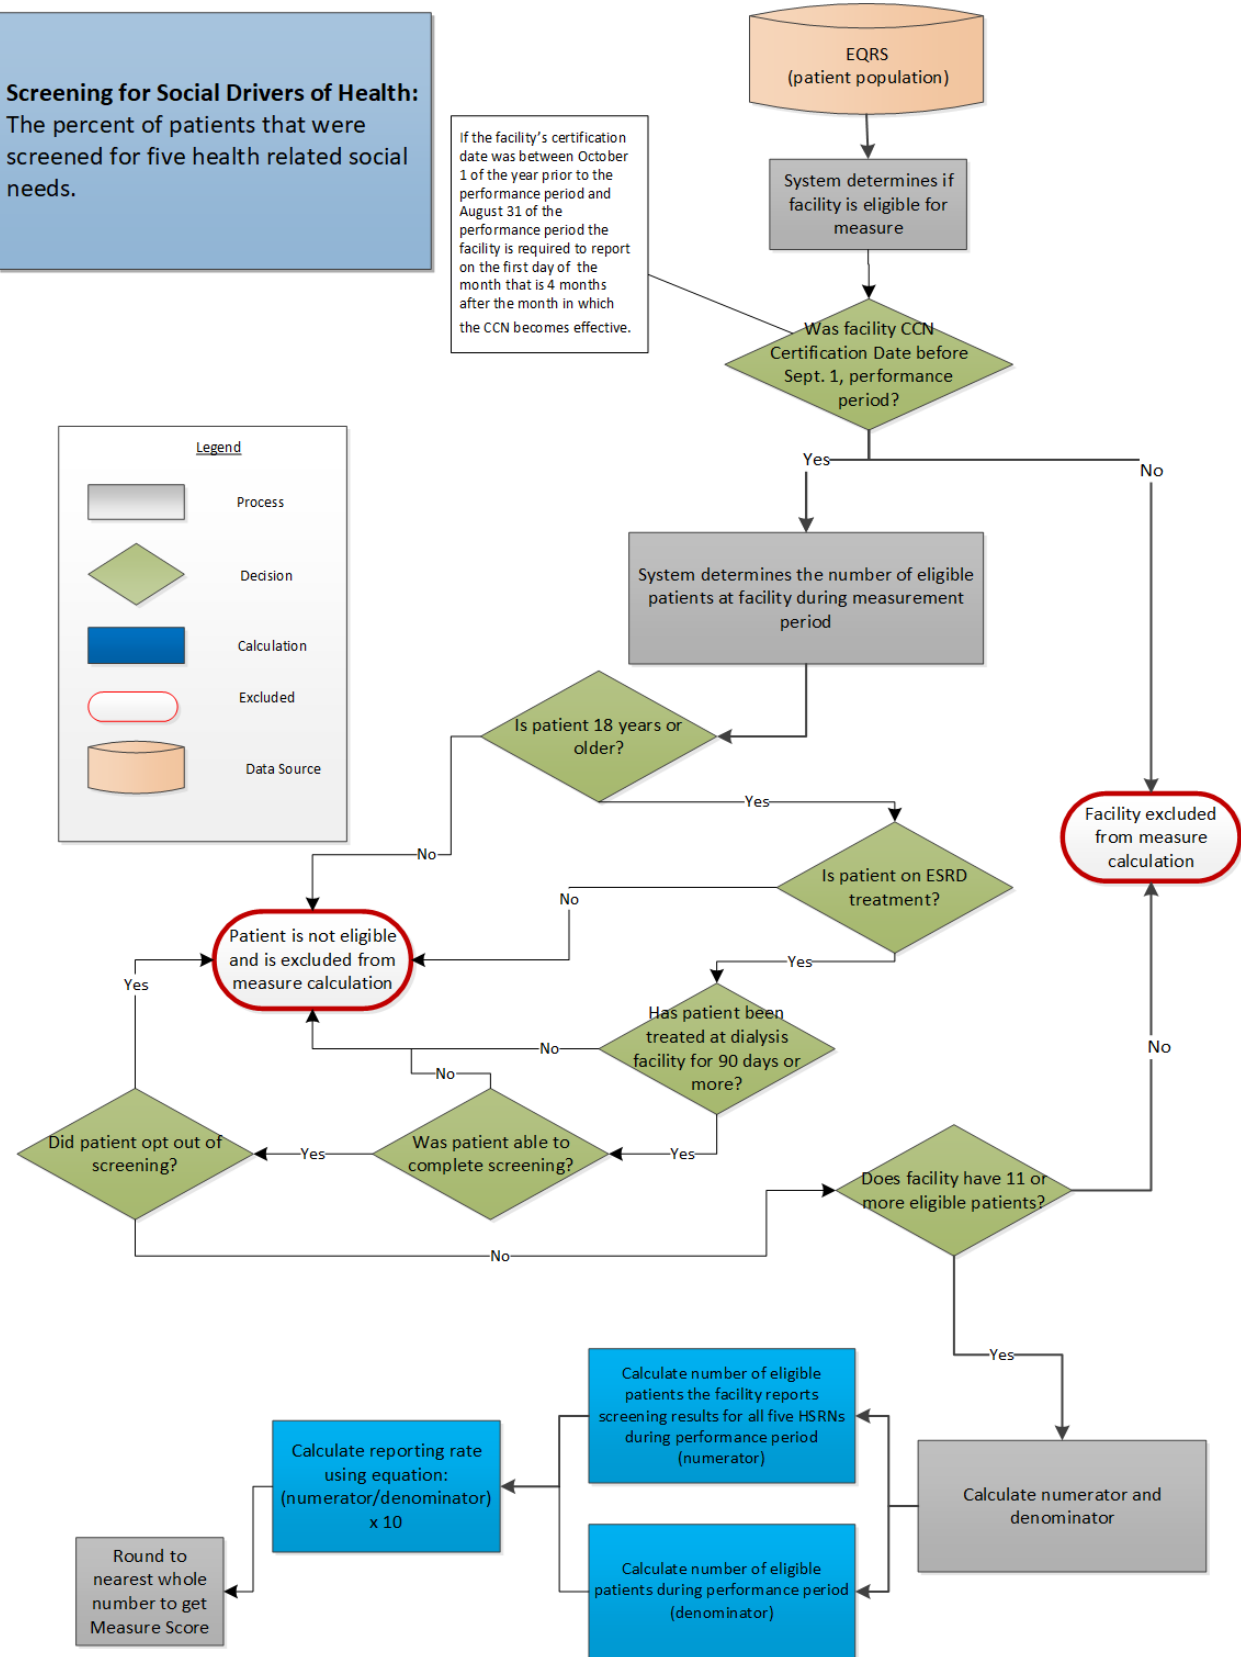 Screening for Social Drivers of Health:
The percent of patients that were
screened for five health related social
needs.
EQRS
(patient population)
If the facility's certification
date was between October
1 of the year prior to the
performance period and
August 31 of the
performance period the
facility is required to report
on the first day of the
month that is 4 months
after the month in which
the CCN becomes effective.
System determines if
facility is eligible for
measure
Was facility CCN
Certification Date before
Sept. 1, performance
period?
Yes
No
Legend
Process
Decision
Calculation
Excluded
Data Source
System determines the number of eligible
patients at facility during measurement
period
Is patient 18 years or
older?
Yes
No
Facility excluded
from measure
calculation
Is patient on ESRD
treatment?
No
Yes
Patient is not eligible
and is excluded from
measure calculation
Yes
Has patient been
treated at dialysis
facility for 90 days or
more?
No
No
No
Did patient opt out of
screening?
Yes
Was patient able to
complete screening?
Yes
Does facility have 11 or
more eligible patients?
No
Yes
Calculate number of eligible
patients the facility reports
screening results for all five HSRNs
during performance period
(numerator)
Calculate reporting rate
using equation:
(numerator/denominator)
x 10
Calculate numerator and
denominator
Round to
nearest whole
number to get
Measure Score
Calculate number of eligible
patients during performance period
(denominator)